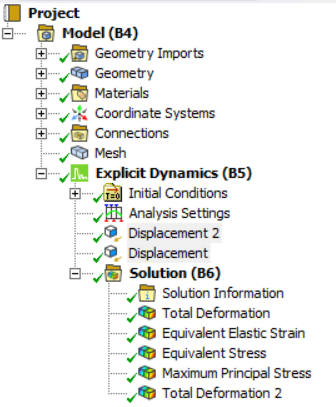 Project
Model (B4)
Geometry Imports
Geometry
Materials
Coordinate Systems
Connections
Mesh
Explicit Dynamics (B5)
T=0 Initial Conditions
Analysis Settings
Displacement 2
Displacement
Solution (B6)
Solution Information
Total Deformation
Equivalent Elastic Strain
Equivalent Stress
Maximum Principal Stress
Total Deformation 2